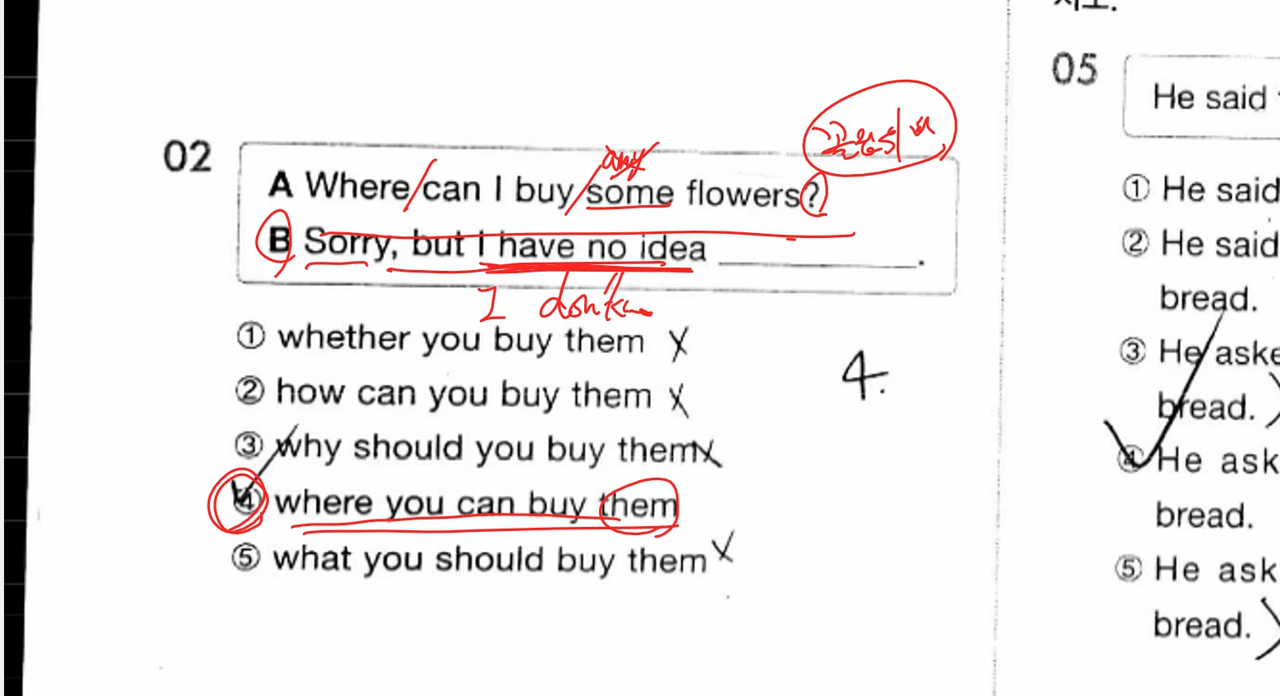 02
A Where can I buy some flowers?
any
B Sorry, but I have no idea ________.
I don't
① whether you buy them X
② how can you buy them X
③ why should you buy them X
④ where you can buy them
⑤ what you should buy them X
4.
05
He said
① He said
② He said
bread.
③ He aske
bread.
④ He ask
bread.
⑤ He ask
bread.